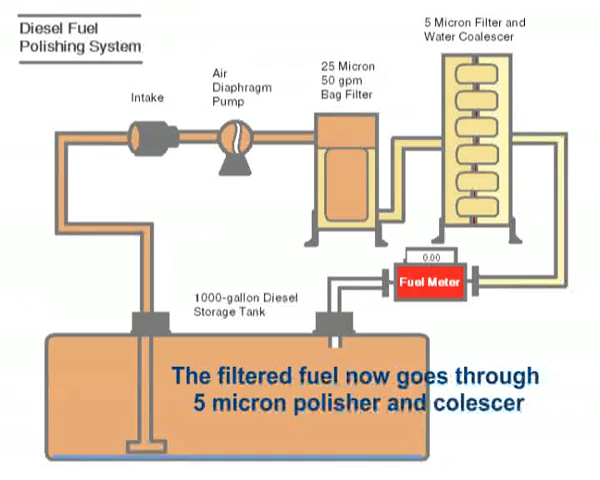 Diesel Fuel
Polishing System
5 Micron Filter and
Water Coalescer
25 Micron
50 gpm
Bag Filter
Air
Diaphragm
Pump
Intake
0.00
Fuel Meter
1000-gallon Diesel
Storage Tank
The filtered fuel now goes through
5 micron polisher and colescer